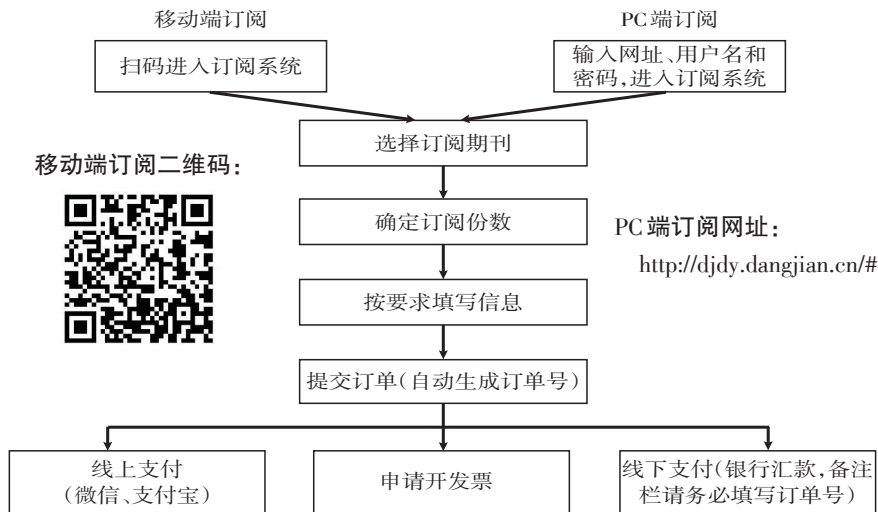 移动端订阅
PC端订阅
扫码进入订阅系统
输入网址、用户名和
密码,进入订阅系统
选择订阅期刊
移动端订阅二维码：
确定订阅份数
PC端订阅网址：
http://djdy.dangjian.cn/#
按要求填写信息
提交订单(自动生成订单号)
线上支付
(微信、支付宝)
申请开发票
线下支付(银行汇款,备注
栏请务必填写订单号)